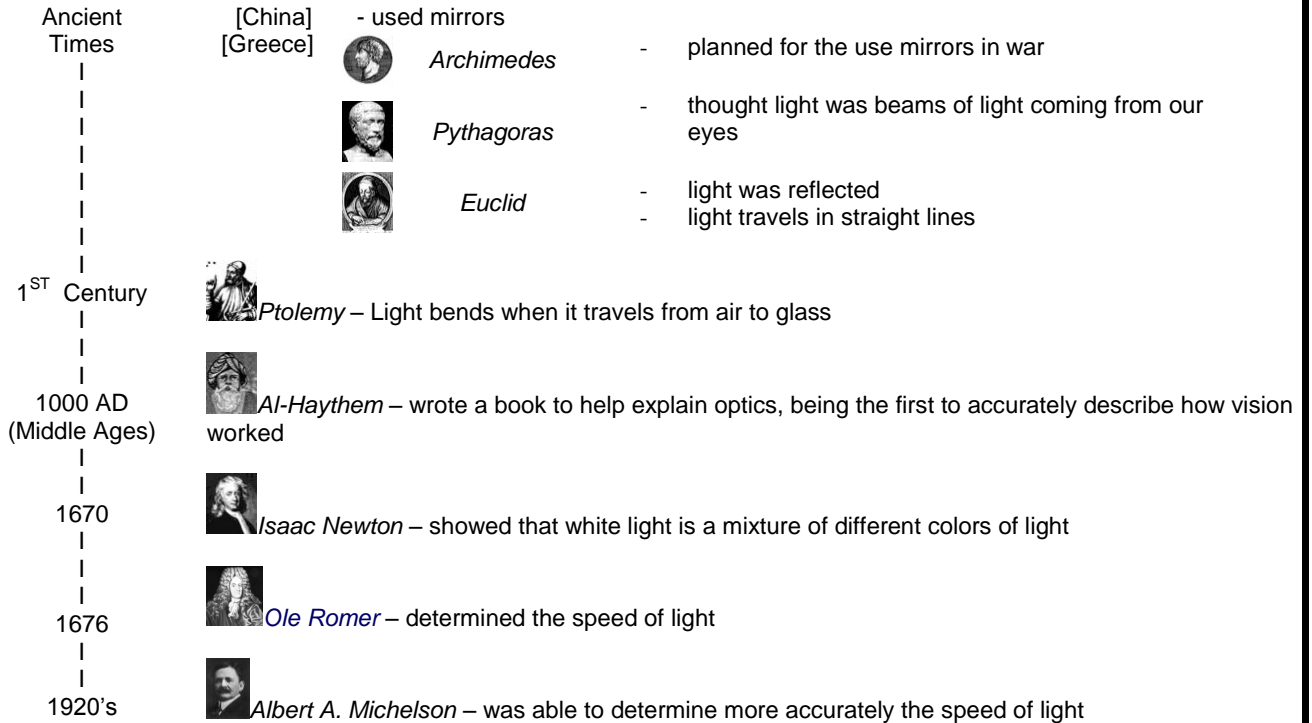 Ancient Times
[China] - used mirrors
[Greece]
Archimedes - planned for the use mirrors in war
Pythagoras - thought light was beams of light coming from our
eyes
Euclid - light was reflected
- light travels in straight lines
1ST Century
Ptolemy – Light bends when it travels from air to glass
1000 AD
(Middle Ages)
Al-Haythem – wrote a book to help explain optics, being the first to accurately describe how vision
worked
1670
Isaac Newton – showed that white light is a mixture of different colors of light
1676
Ole Romer – determined the speed of light
1920's
Albert A. Michelson – was able to determine more accurately the speed of light